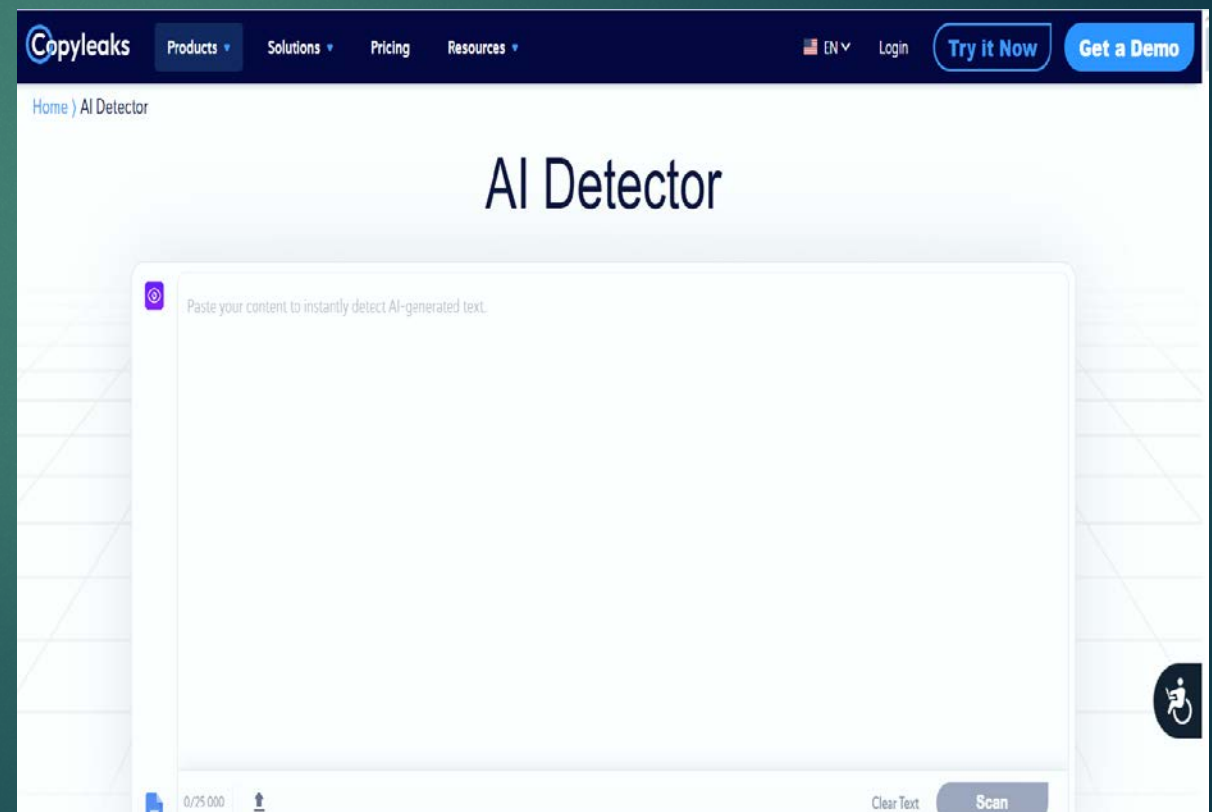 Copyleaks Products Solutions Pricing Resources EN Login Try it Now Get a Demo
Home ⟩ AI Detector
AI Detector
Paste your content to instantly detect AI-generated text.
0/25 000 Clear Text Scan